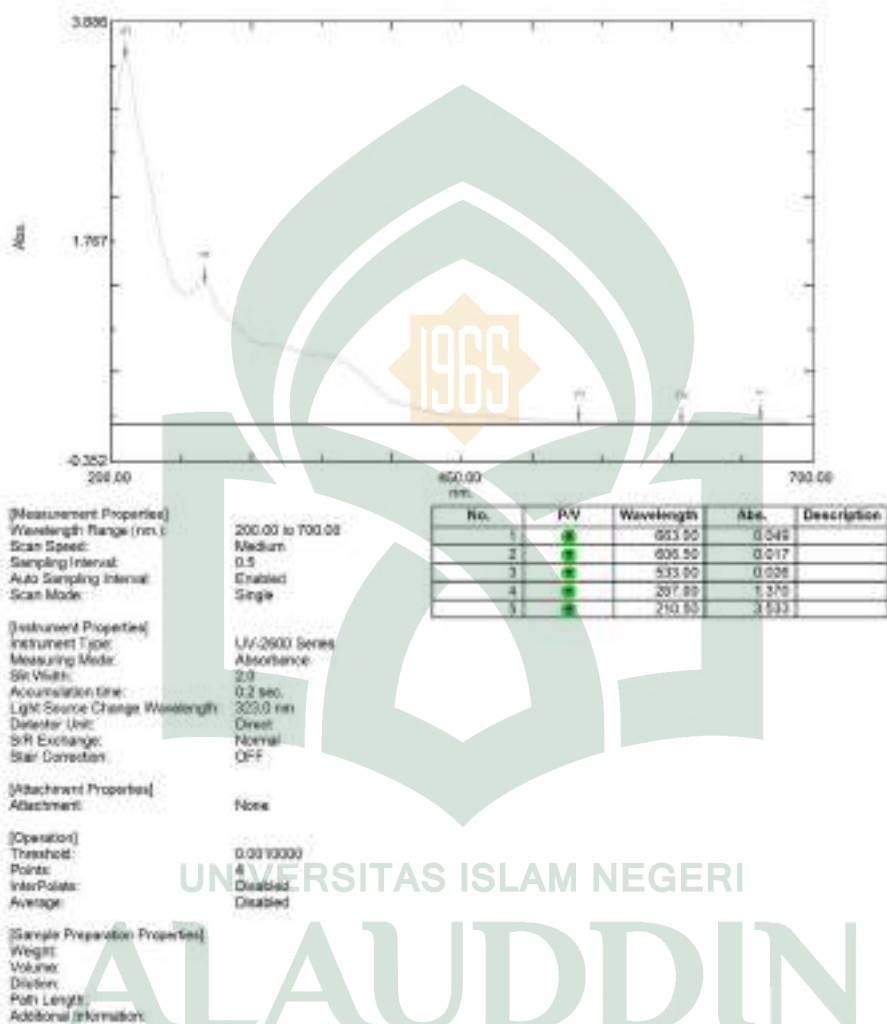 3.886
5
Abs.
1.767
4
1965
3
2
1
-0.352
200.00
450.00
700.00
nm.
[Measurement Properties]
Wavelength Range (nm.): 200.00 to 700.00
Scan Speed: Medium
Sampling Interval: 0.5
Auto Sampling Interval: Enabled
Scan Mode: Single
No. P/V Wavelength Abs. Description
1 663.00 0.049
2 606.50 0.017
3 533.00
4 267.00 1.370
5 210.50 3.533
[Instrument Properties]
Instrument Type: UV-2600 Series
Measuring Mode: Absorbance
Slit Width: 2.0
Accumulation time: 0.2 sec.
Light Source Change Wavelength: 323.0 nm
Detector Unit: Direct
S/R Exchange: Normal
Stair Correction: OFF
[Attachment Properties]
Attachment: None
[Operation]
Threshold: 0.0010000
Points: 4
InterPolate: Disabled
Average: Disabled
[Sample Preparation Properties]
Weight:
Volume:
Dilution:
Path Length:
Additional Information:
UNIVERSITAS ISLAM NEGERI
ALAUDDIN